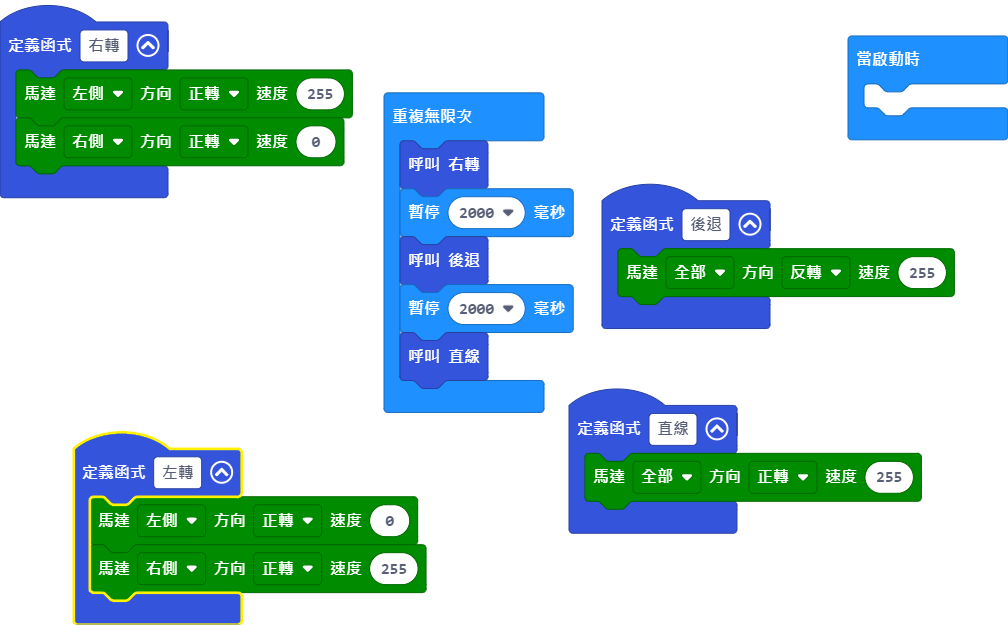 定義函式 右轉
馬達 左側 方向 正轉 速度 255
馬達 右側 方向 正轉 速度 0
重複無限次
呼叫 右轉
暫停 2000 毫秒
呼叫 後退
暫停 2000 毫秒
呼叫 直線
當啟動時
定義函式 後退
馬達 全部 方向 反轉 速度 255
定義函式 直線
馬達 全部 方向 正轉 速度 255
定義函式 左轉
馬達 左側 方向 正轉 速度 0
馬達 右側 方向 正轉 速度 255